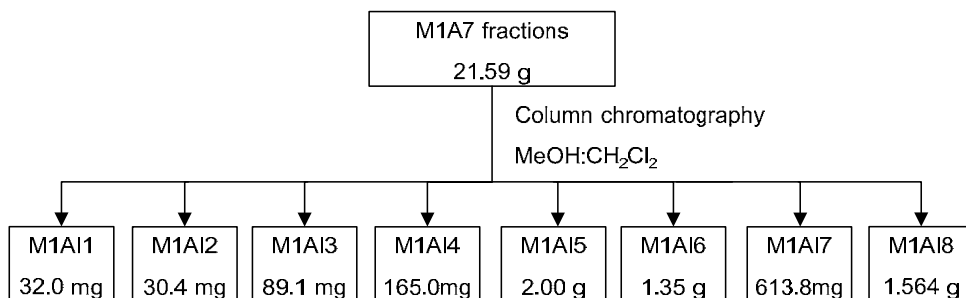 M1A7 fractions
21.59 g
Column chromatography
MeOH:CH₂Cl₂
M1AI1 M1AI2 M1AI3 M1AI4 M1AI5 M1AI6 M1AI7 M1AI8
32.0 mg 30.4 mg 89.1 mg 165.0mg 2.00 g 1.35 g 613.8mg 1.564 g